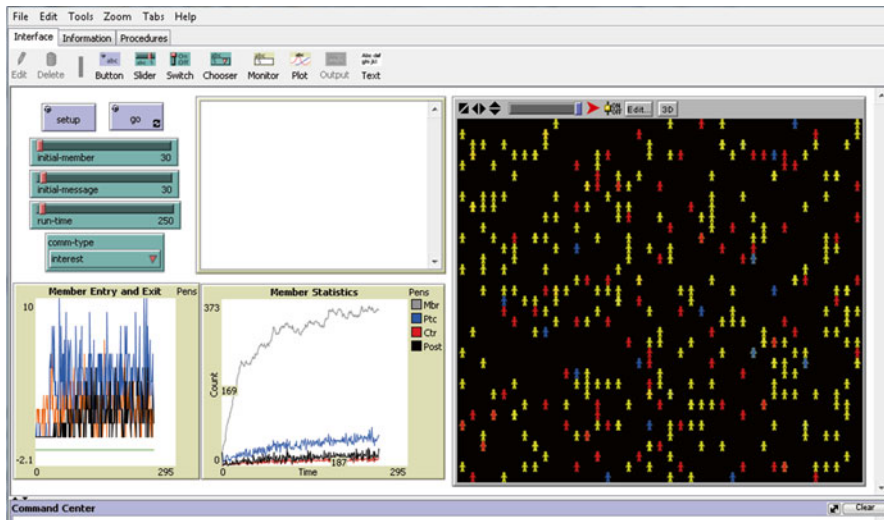 File Edit Tools Zoom Tabs Help
Interface Information Procedures
Edit Delete Button Slider Switch Chooser Monitor Plot Output Text
setup go
initial-member 30
initial-message 30
run-time 250
comm-type
interest
Edit... 3D
Member Entry and Exit Pens
10
-2.1
0 295
Member Statistics Pens
373
Mbr
Ptc
Ctr
Post
Count
169
187
0
0 Time 295
Command Center Clear